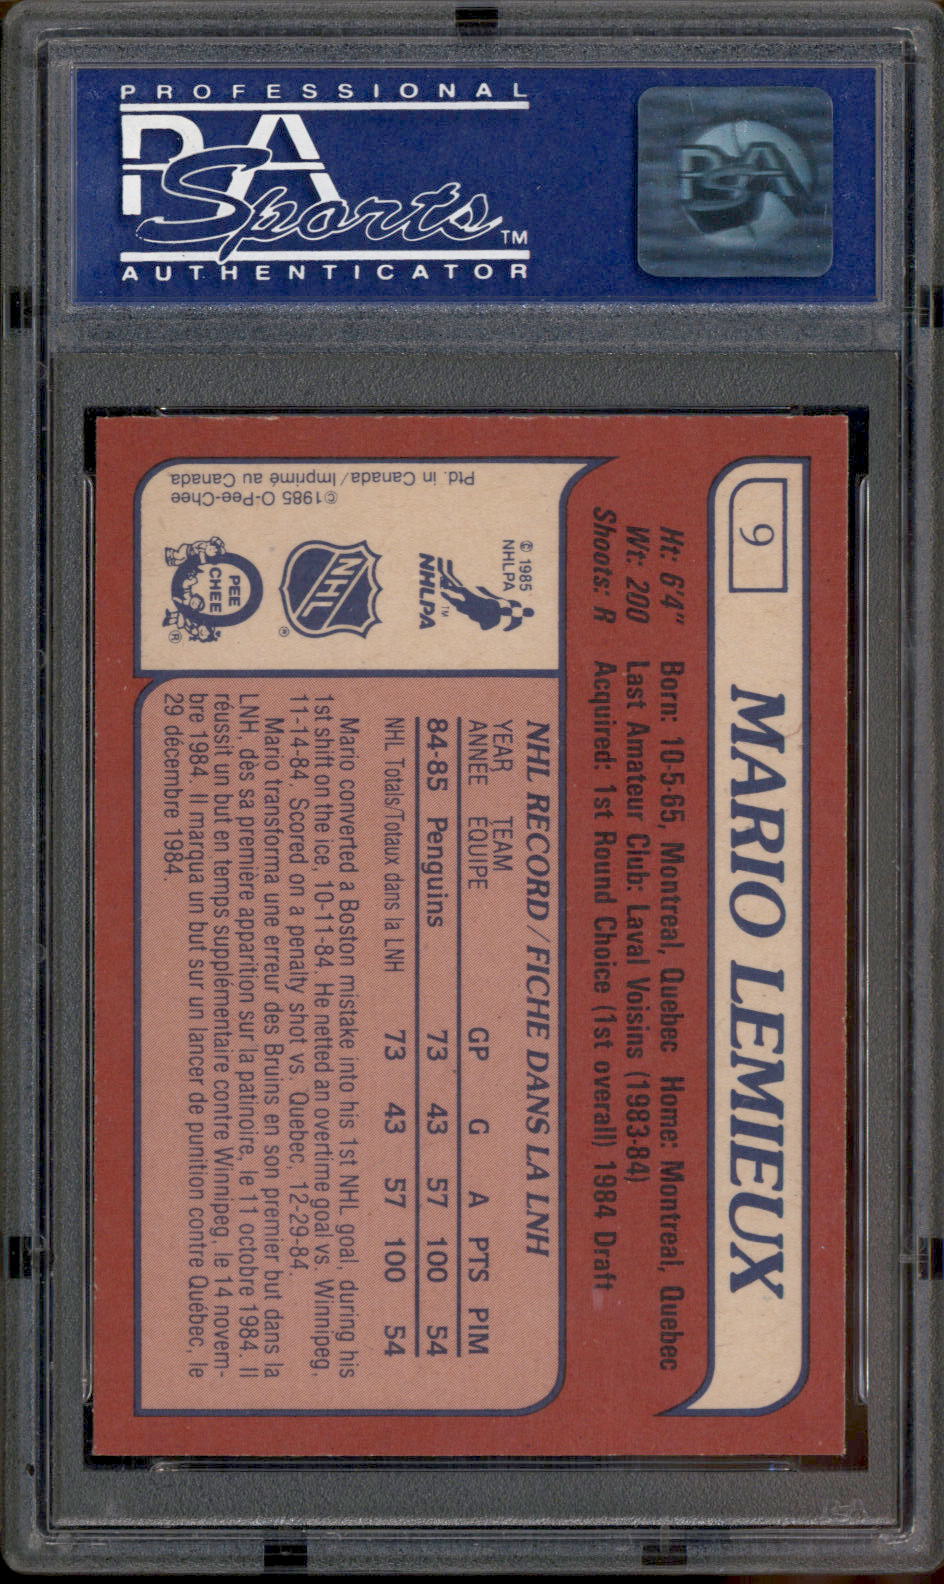 PROFESSIONAL
PSA
Sports™
AUTHENTICATOR
PSA
9
MARIO LEMIEUX
Ht: 6'4" Born: 10-5-65, Montreal, Quebec Home: Montreal, Quebec
Wt: 200 Last Amateur Club: Laval Voisins (1983-84)
Shoots: R Acquired: 1st Round Choice (1st overall) 1984 Draft
© 1985
NHLPA
NHLPA™
NHL®
O
PEE
CHEE
®
©1985 O-Pee-Chee
Ptd. in Canada/Imprimé au Canada
NHL RECORD/FICHE DANS LA LNH
YEAR TEAM
ANNÉE ÉQUIPE GP G A PTS PIM
84-85 Penguins 73 43 57 100 54
NHL Totals/Totaux dans la LNH 73 43 57 100 54
Mario converted a Boston mistake into his 1st NHL goal, during his
1st shift on the ice, 10-11-84. He netted an overtime goal vs. Winnipeg,
11-14-84. Scored on a penalty shot vs. Quebec, 12-29-84.
Mario transforma une erreur des Bruins en son premier but dans la
LNH, dès sa première apparition sur la patinoire, le 11 octobre 1984. Il
réussit un but en temps supplémentaire contre Winnipeg, le 14 novem-
bre 1984. Il marqua un but sur un lancer de punition contre Québec, le
29 décembre 1984.